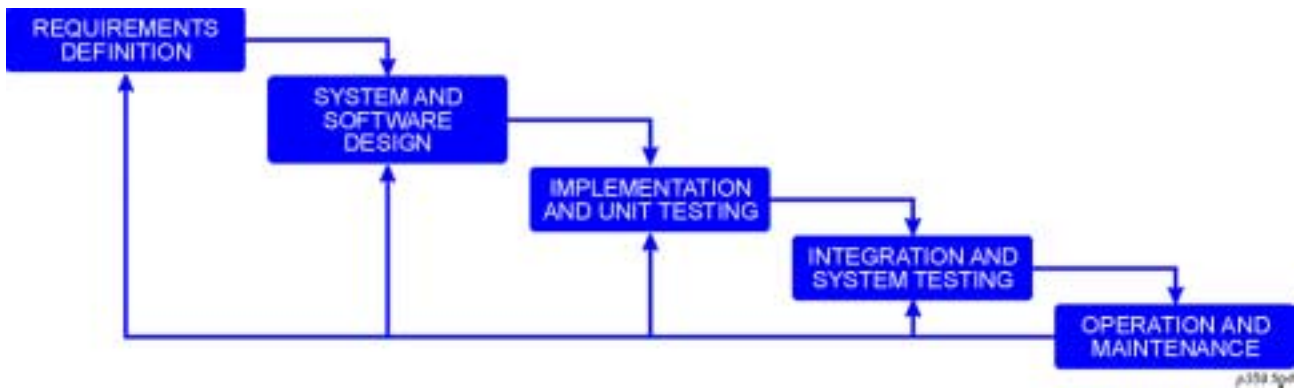 REQUIREMENTS
DEFINITION
SYSTEM AND
SOFTWARE
DESIGN
IMPLEMENTATION
AND UNIT TESTING
INTEGRATION AND
SYSTEM TESTING
OPERATION AND
MAINTENANCE